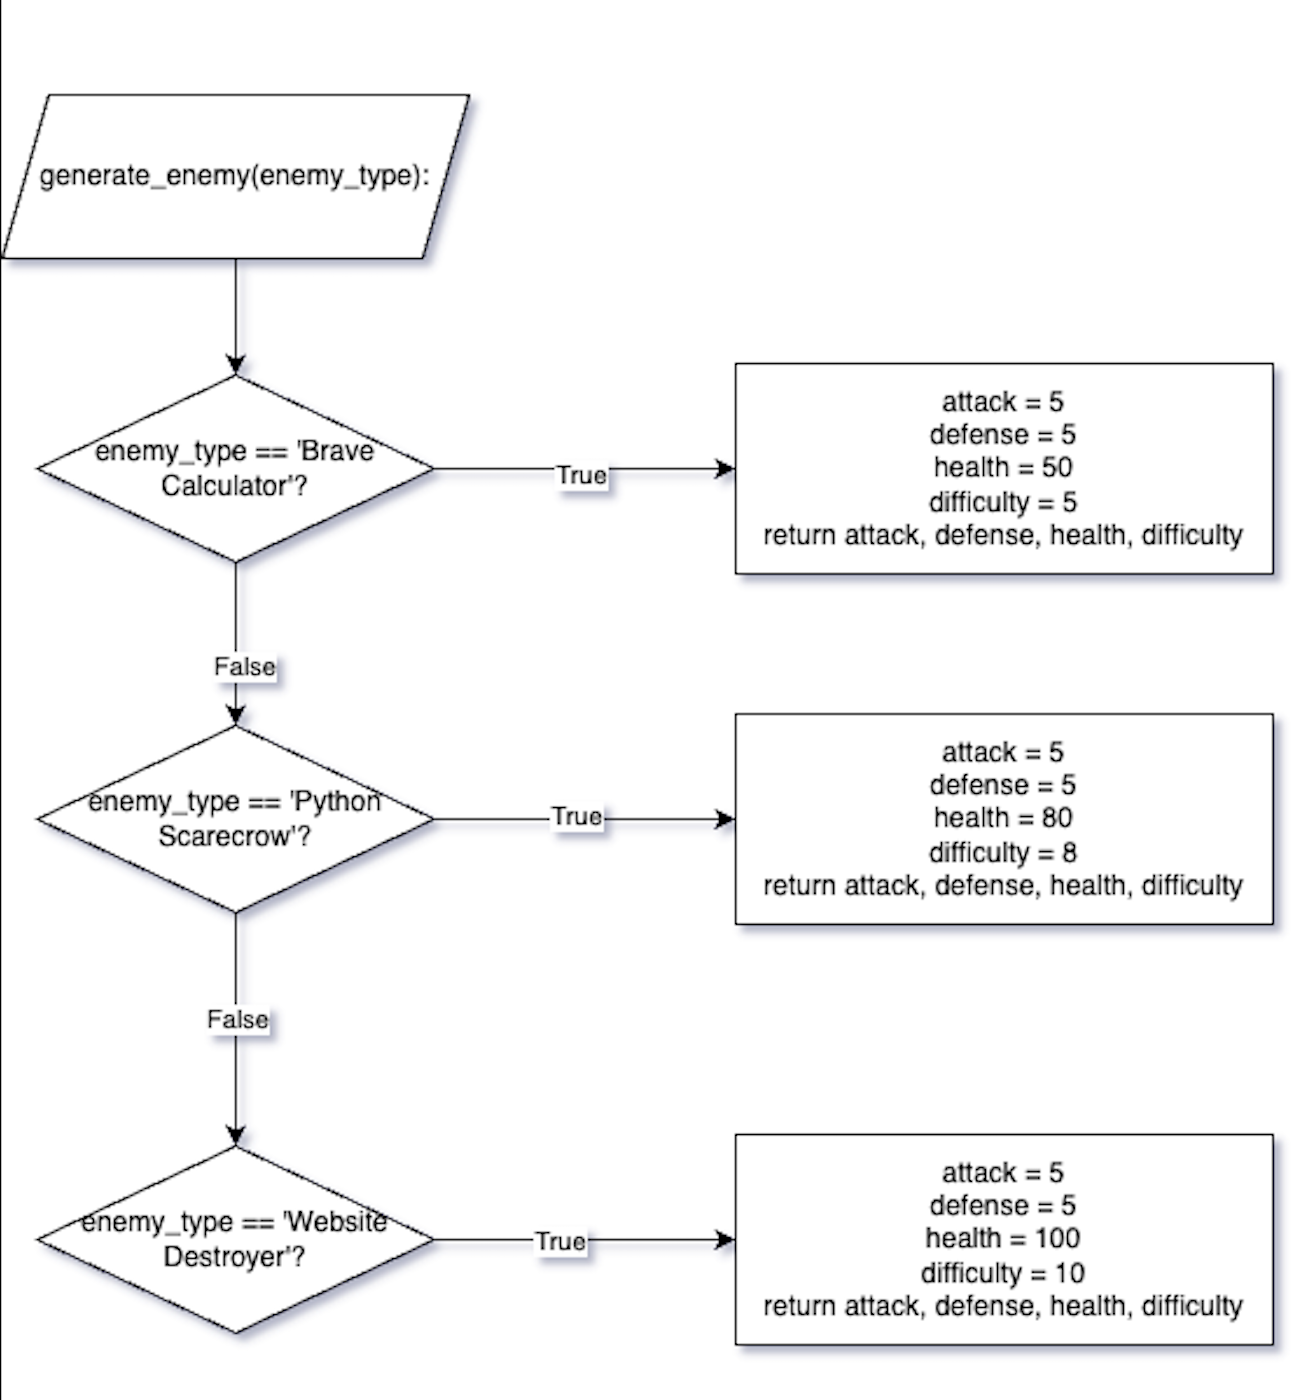 generate_enemy(enemy_type):
enemy_type == 'Brave
Calculator'?
True
attack = 5
defense = 5
health = 50
difficulty = 5
return attack, defense, health, difficulty
False
enemy_type == 'Python
Scarecrow'?
True
attack = 5
defense = 5
health = 80
difficulty = 8
return attack, defense, health, difficulty
False
enemy_type == 'Website
Destroyer'?
True
attack = 5
defense = 5
health = 100
difficulty = 10
return attack, defense, health, difficulty